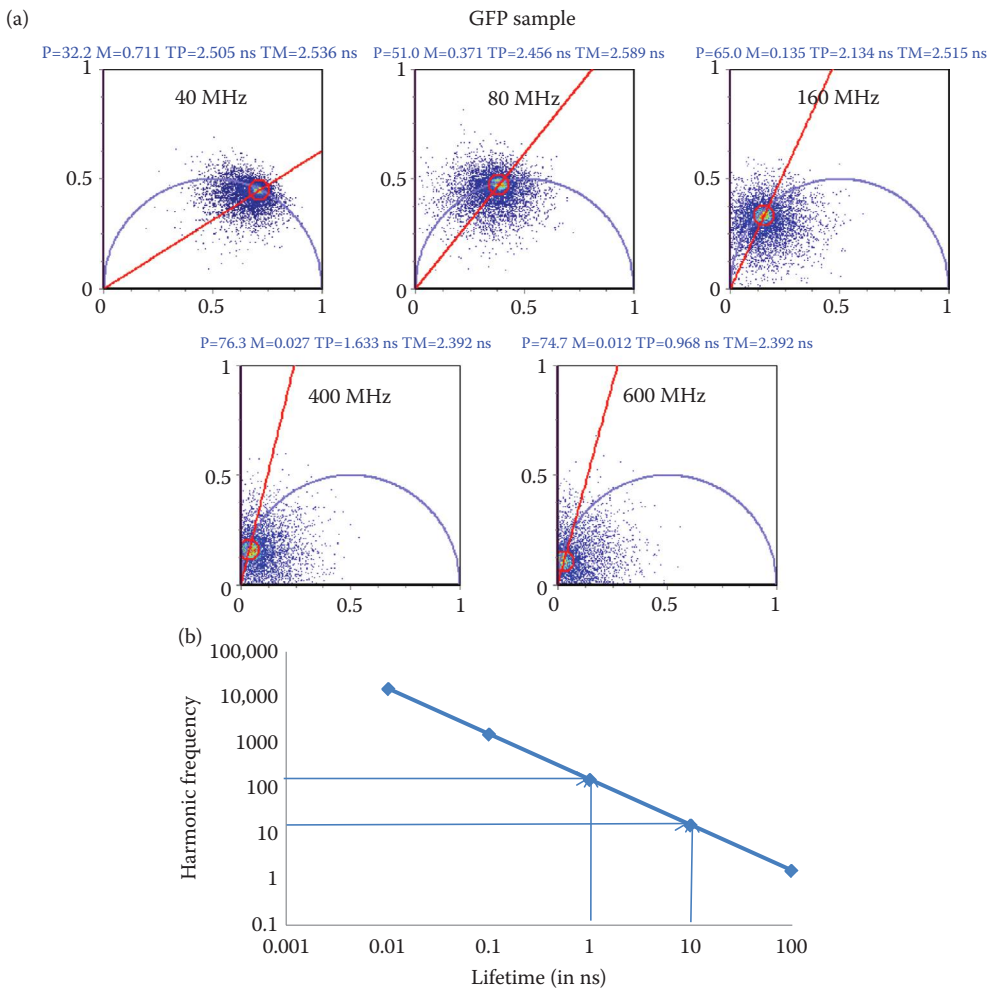 (a)
GFP sample
P=32.2 M=0.711 TP=2.505 ns TM=2.536 ns
P=51.0 M=0.371 TP=2.456 ns TM=2.589 ns
P=65.0 M=0.135 TP=2.134 ns TM=2.515 ns
1
40 MHz
0.5
0
0.5
1
1
80 MHz
0.5
0
0
0.5
1
1
160 MHz
0.5
0
0
0.5
1
P=76.3 M=0.027 TP=1.633 ns TM=2.392 ns
P=74.7 M=0.012 TP=0.968 ns TM=2.392 ns
1
400 MHz
0.5
0
0
0.5
1
1
600 MHz
0.5
0
0
0.5
1
(b)
Harmonic frequency
100,000
10,000
1000
100
10
1
0.1
0.001
0.01
0.1
1
10
100
Lifetime (in ns)